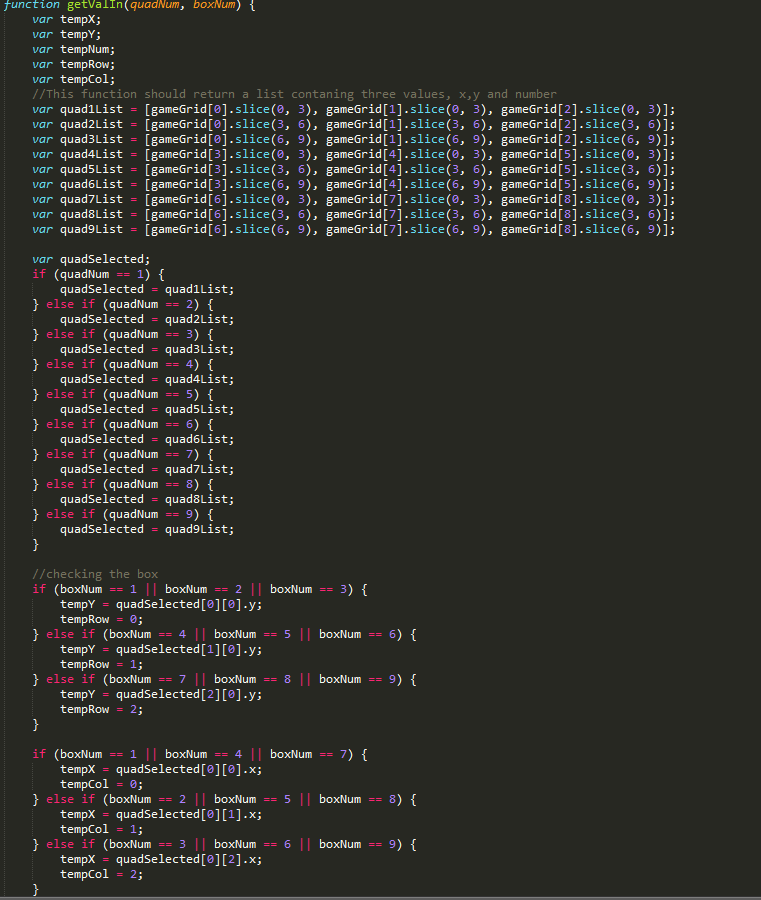 function getValIn(quadNum, boxNum) {
var tempX;
var tempY;
var tempNum;
var tempRow;
var tempCol;
//This function should return a list contaning three values, x,y and number
var quad1List = [gameGrid[0].slice(0, 3), gameGrid[1].slice(0, 3), gameGrid[2].slice(0, 3)];
var quad2List = [gameGrid[0].slice(3, 6), gameGrid[1].slice(3, 6), gameGrid[2].slice(3, 6)];
var quad3List = [gameGrid[0].slice(6, 9), gameGrid[1].slice(6, 9), gameGrid[2].slice(6, 9)];
var quad4List = [gameGrid[3].slice(0, 3), gameGrid[4].slice(0, 3), gameGrid[5].slice(0, 3)];
var quad5List = [gameGrid[3].slice(3, 6), gameGrid[4].slice(3, 6), gameGrid[5].slice(3, 6)];
var quad6List = [gameGrid[3].slice(6, 9), gameGrid[4].slice(6, 9), gameGrid[5].slice(6, 9)];
var quad7List = [gameGrid[6].slice(0, 3), gameGrid[7].slice(0, 3), gameGrid[8].slice(0, 3)];
var quad8List = [gameGrid[6].slice(3, 6), gameGrid[7].slice(3, 6), gameGrid[8].slice(3, 6)];
var quad9List = [gameGrid[6].slice(6, 9), gameGrid[7].slice(6, 9), gameGrid[8].slice(6, 9)];
var quadSelected;
if (quadNum == 1) {
quadSelected = quad1List;
} else if (quadNum == 2) {
quadSelected = quad2List;
} else if (quadNum == 3) {
quadSelected = quad3List;
} else if (quadNum == 4) {
quadSelected = quad4List;
} else if (quadNum == 5) {
quadSelected = quad5List;
} else if (quadNum == 6) {
quadSelected = quad6List;
} else if (quadNum == 7) {
quadSelected = quad7List;
} else if (quadNum == 8) {
quadSelected = quad8List;
} else if (quadNum == 9) {
quadSelected = quad9List;
}
//checking the box
if (boxNum == 1 || boxNum == 2 || boxNum == 3) {
tempY = quadSelected[0][0].y;
tempRow = 0;
} else if (boxNum == 4 || boxNum == 5 || boxNum == 6) {
tempY = quadSelected[1][0].y;
tempRow = 1;
} else if (boxNum == 7 || boxNum == 8 || boxNum == 9) {
tempY = quadSelected[2][0].y;
tempRow = 2;
}
if (boxNum == 1 || boxNum == 4 || boxNum == 7) {
tempX = quadSelected[0][0].x;
tempCol = 0;
} else if (boxNum == 2 || boxNum == 5 || boxNum == 8) {
tempX = quadSelected[0][1].x;
tempCol = 1;
} else if (boxNum == 3 || boxNum == 6 || boxNum == 9) {
tempX = quadSelected[0][2].x;
tempCol = 2;
}